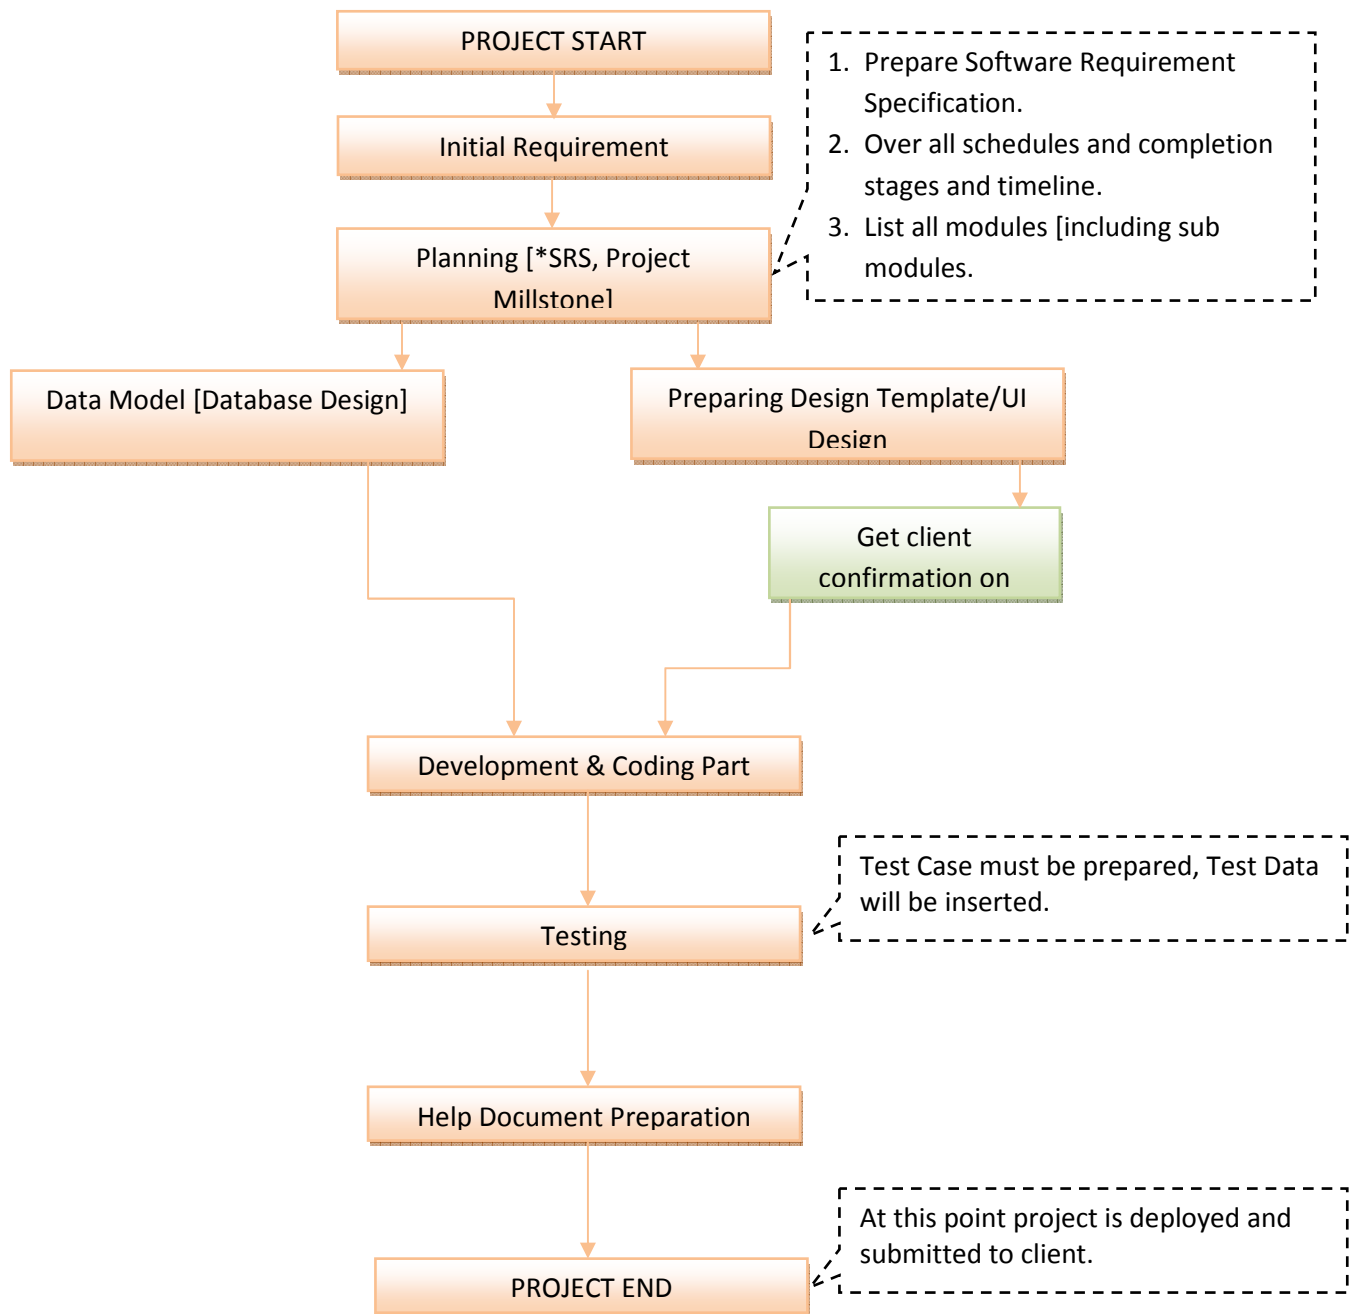 PROJECT START
Initial Requirement
Planning [*SRS, Project
Millstone]
1. Prepare Software Requirement
Specification.
2. Over all schedules and completion
stages and timeline.
3. List all modules [including sub
modules.
Data Model [Database Design]
Preparing Design Template/UI
Design
Get client
confirmation on
Development & Coding Part
Test Case must be prepared, Test Data
will be inserted.
Testing
Help Document Preparation
At this point project is deployed and
submitted to client.
PROJECT END